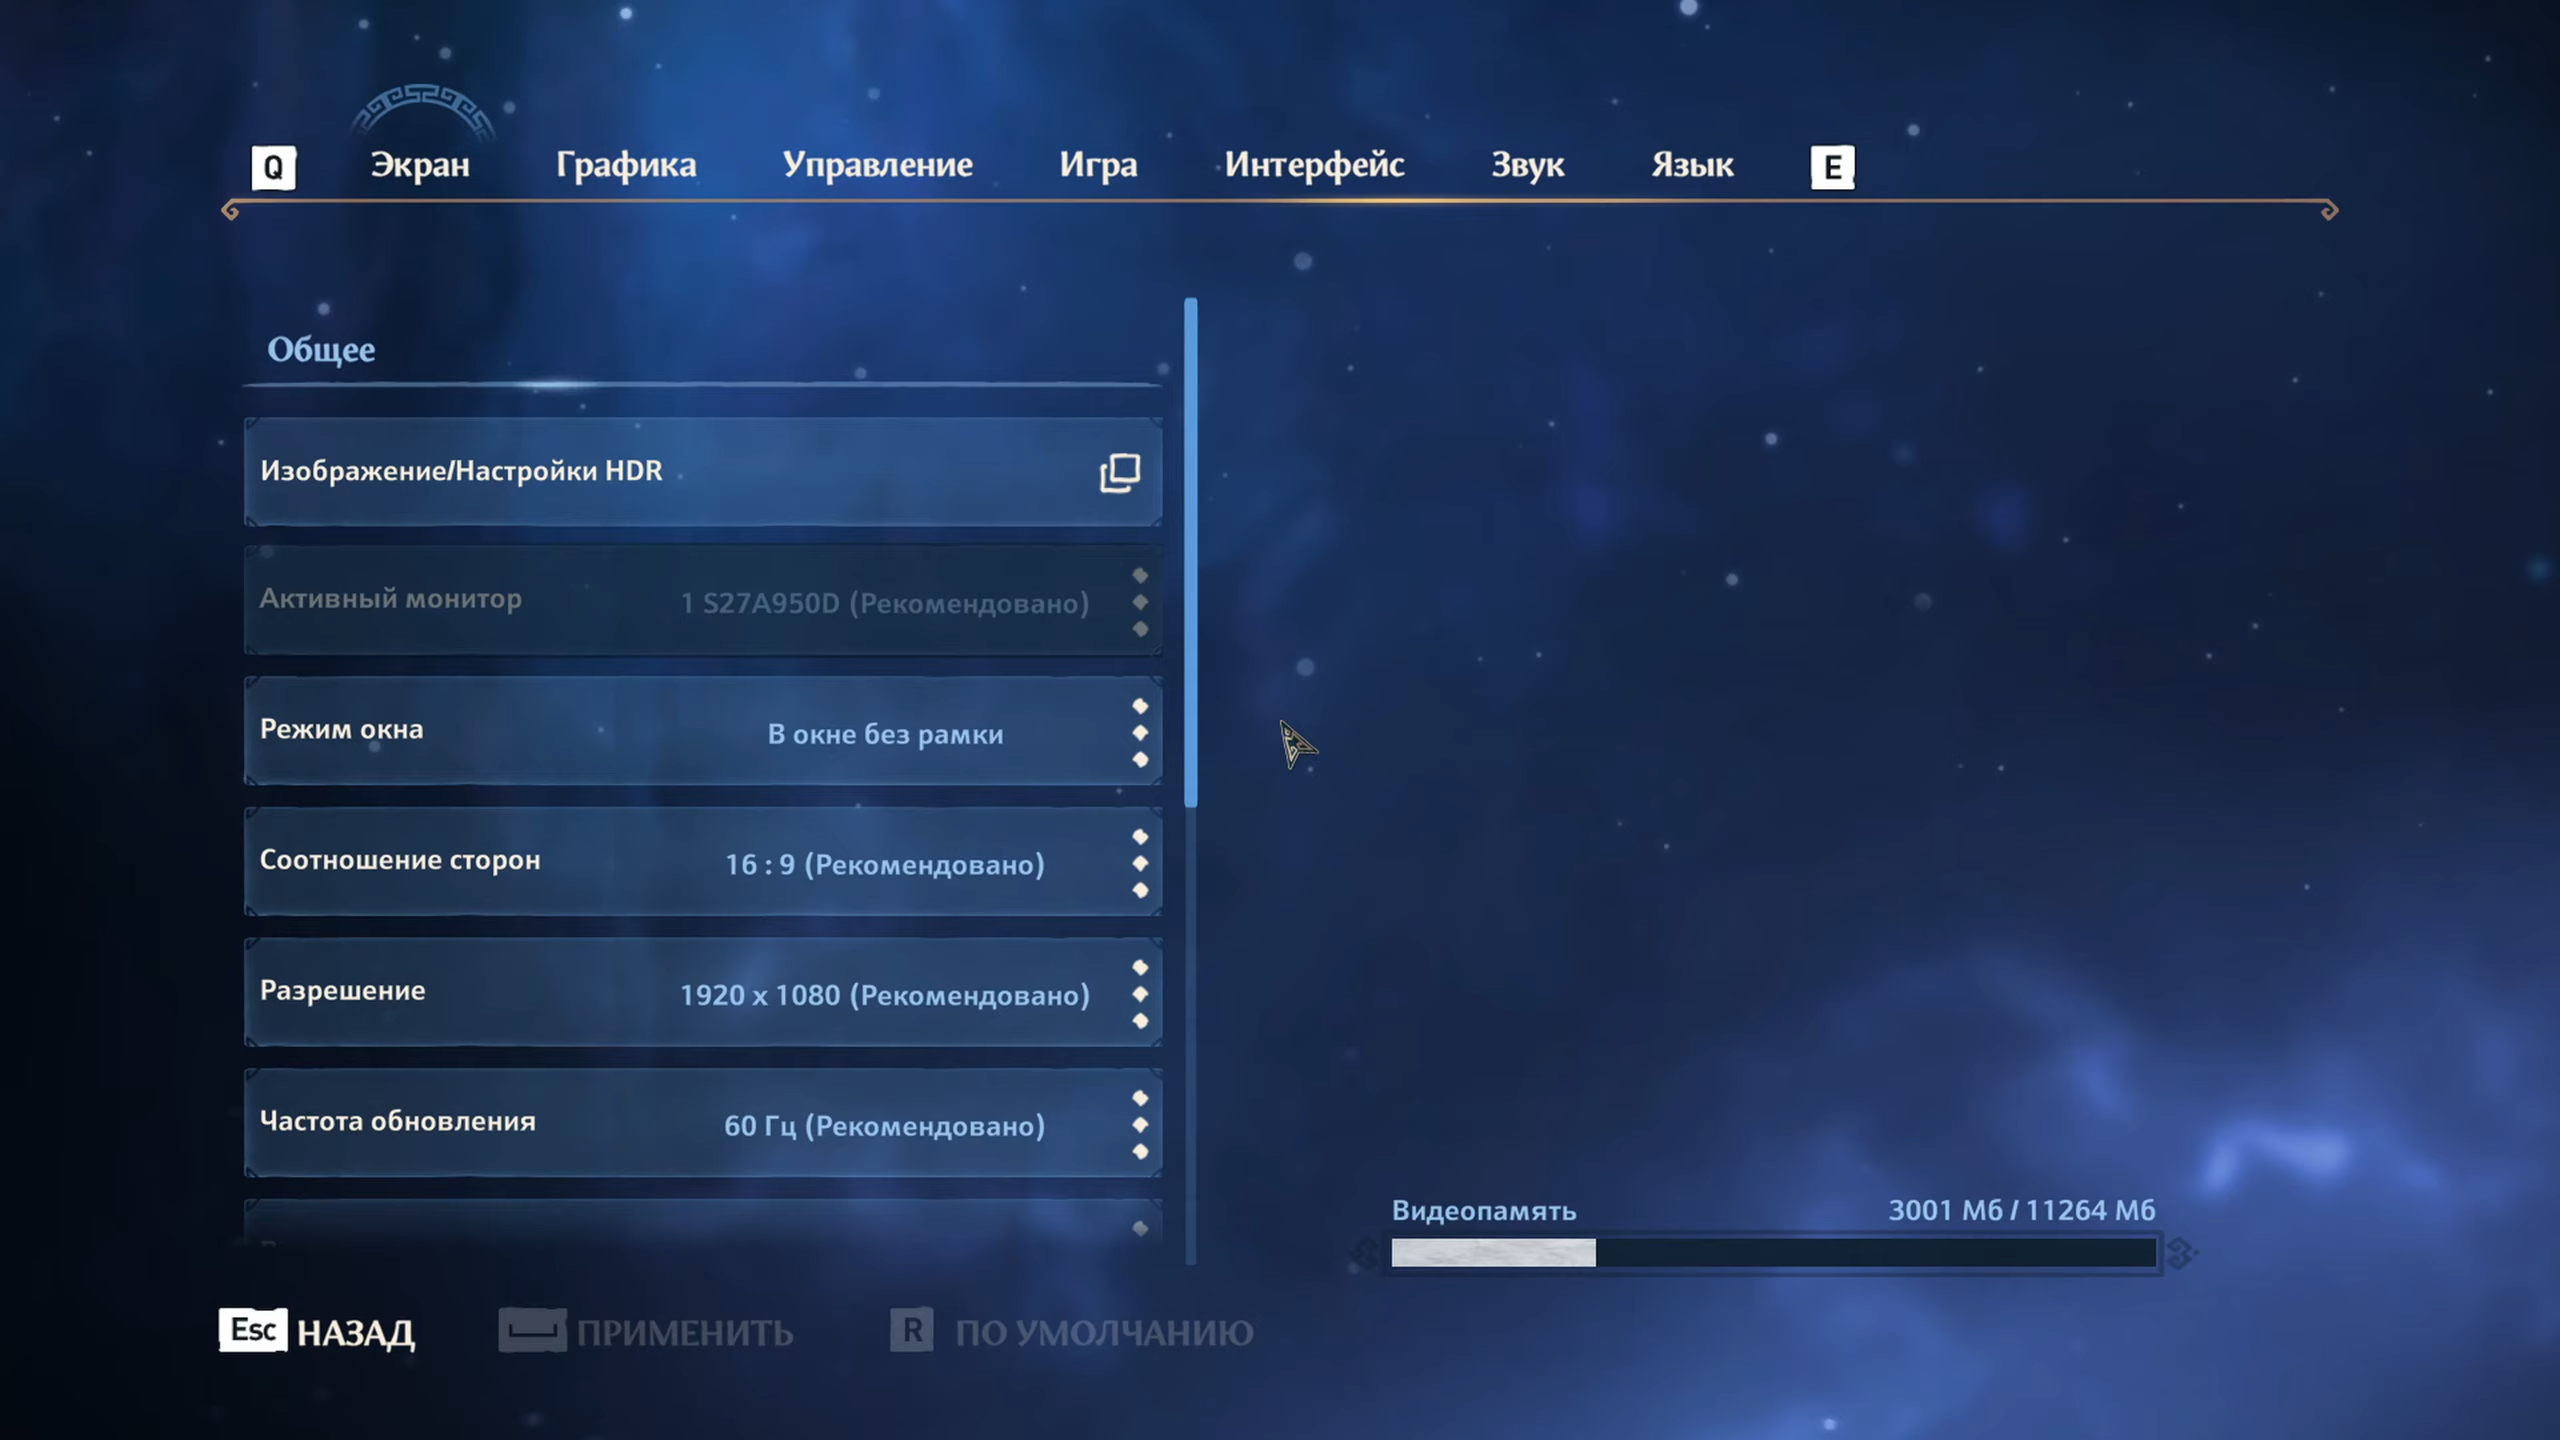 Q Экран Графика Управление Игра Интерфейс Звук Язык E
Общее
Изображение/Настройки HDR
Активный монитор 1 S27A950D (Рекомендовано)
Режим окна В окне без рамки
Соотношение сторон 16 : 9 (Рекомендовано)
Разрешение 1920 x 1080 (Рекомендовано)
Частота обновления 60 Гц (Рекомендовано)
Видеопамять 3001 Мб / 11264 Мб
Esc НАЗАД ПРИМЕНИТЬ R ПО УМОЛЧАНИЮ